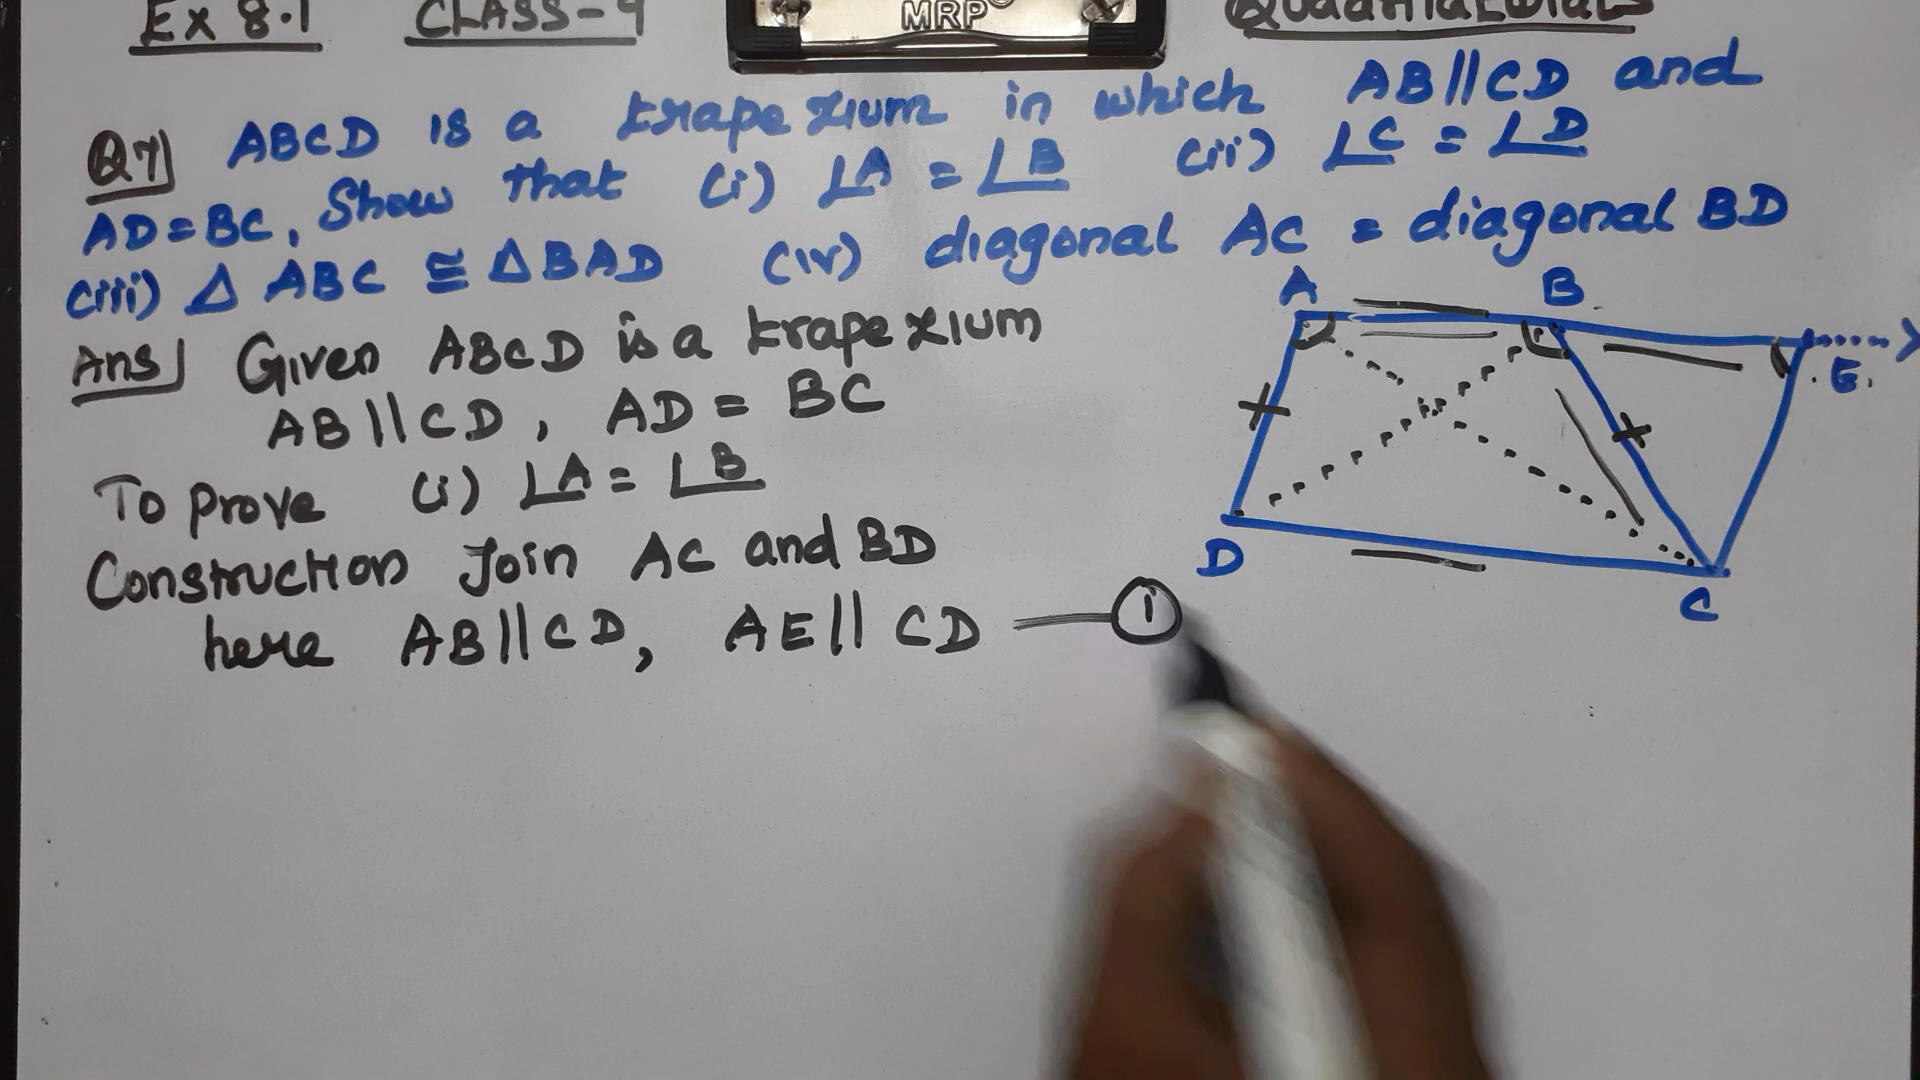 Ex 8.1 CLASS-9 MRP Quadrilaterals
Q7) ABCD is a trapezium in which AB||CD and
AD=BC, Show that (i) ∠A = ∠B (ii) ∠C = ∠D
(iii) Δ ABC ≅ Δ BAD (iv) diagonal AC = diagonal BD
Ans) Given ABCD is a trapezium
AB||CD, AD = BC
To prove (i) ∠A = ∠B
Construction Join AC and BD
here AB||CD, AE|| CD — 1
A B
E
D
C